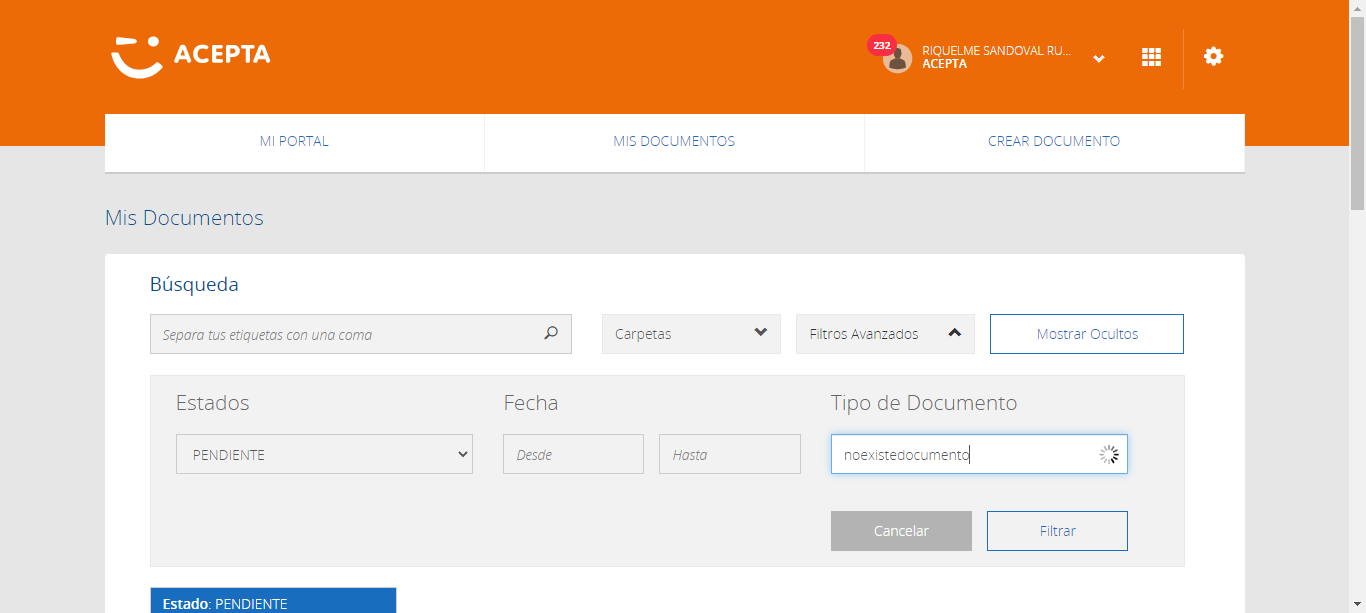 ACEPTA
232
RIQUELME SANDOVAL RU...
ACEPTA
MI PORTAL
MIS DOCUMENTOS
CREAR DOCUMENTO
Mis Documentos
Búsqueda
Separa tus etiquetas con una coma
Carpetas
Filtros Avanzados
Mostrar Ocultos
Estados
Fecha
Tipo de Documento
PENDIENTE
Desde
Hasta
noexistedocumento
Cancelar
Filtrar
Estado: PENDIENTE